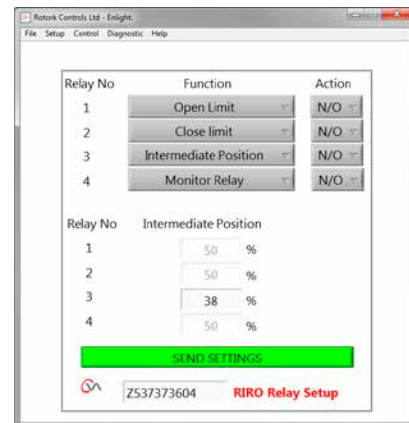 Rotork Controls Ltd - Enlight.
File Setup Control Diagnostic Help
Relay No Function Action
1 Open Limit N/O
2 Close limit N/O
3 Intermediate Position N/O
4 Monitor Relay N/O
Relay No Intermediate Position
1 50 %
2 50 %
3 38 %
4 50 %
SEND SETTINGS
Z537373604 RIRO Relay Setup